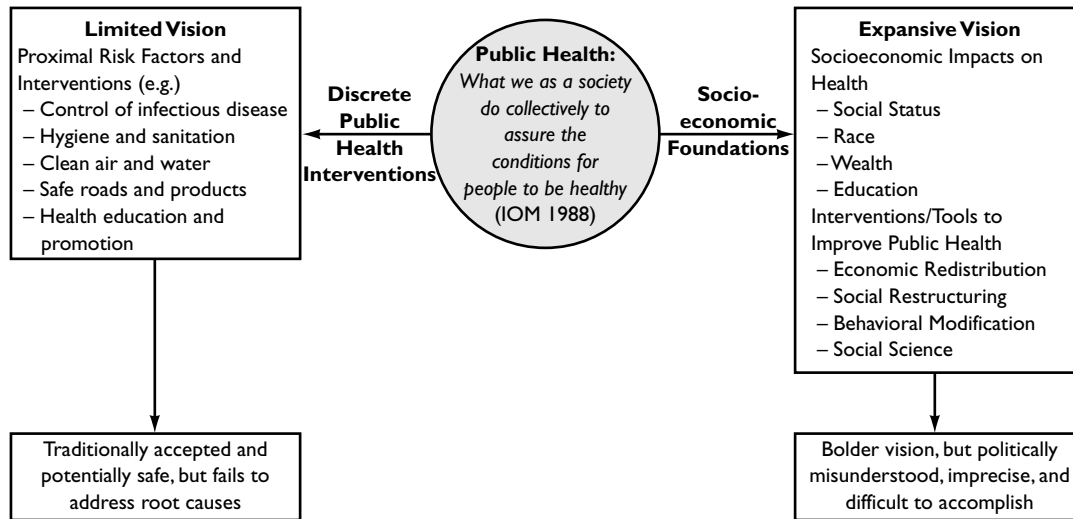 Limited Vision
Proximal Risk Factors and
Interventions (e.g.)
– Control of infectious disease
– Hygiene and sanitation
– Clean air and water
– Safe roads and products
– Health education and
promotion
Discrete
Public
Health
Interventions
Public Health:
What we as a society
do collectively to
assure the
conditions for
people to be healthy
(IOM 1988)
Socio-
economic
Foundations
Expansive Vision
Socioeconomic Impacts on
Health
– Social Status
– Race
– Wealth
– Education
Interventions/Tools to
Improve Public Health
– Economic Redistribution
– Social Restructuring
– Behavioral Modification
– Social Science
Traditionally accepted and
potentially safe, but fails to
address root causes
Bolder vision, but politically
misunderstood, imprecise, and
difficult to accomplish